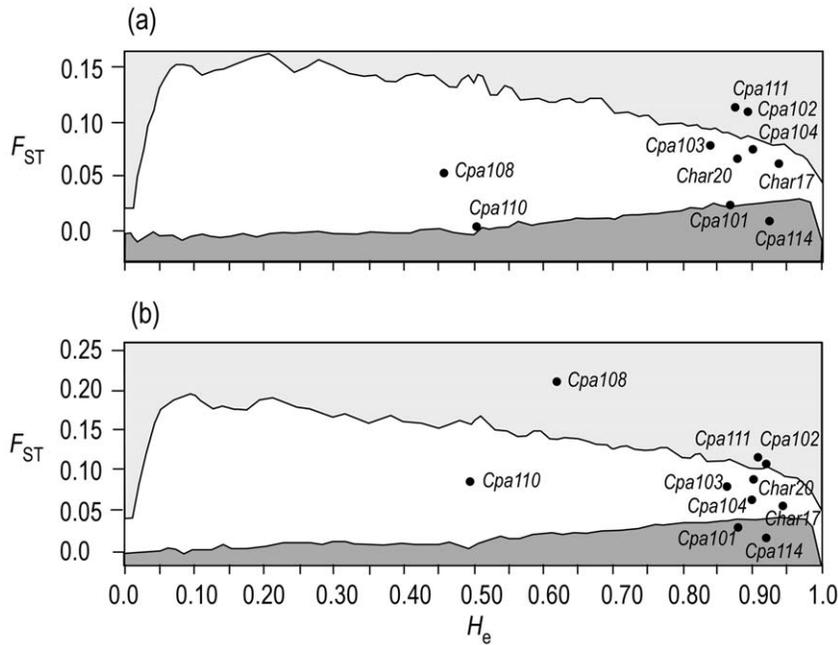 (a)
0.15
0.10
0.05
0.0
FST
Cpa111
Cpa102
Cpa104
Cpa103
Char20
Char17
Cpa108
Cpa110
Cpa101
Cpa114
(b)
0.25
0.20
0.15
0.10
0.05
0.0
FST
Cpa108
Cpa111
Cpa102
Cpa110
Cpa103
Char20
Cpa104
Char17
Cpa101
Cpa114
0.0 0.10 0.20 0.30 0.40 0.50 0.60 0.70 0.80 0.90 1.0
He